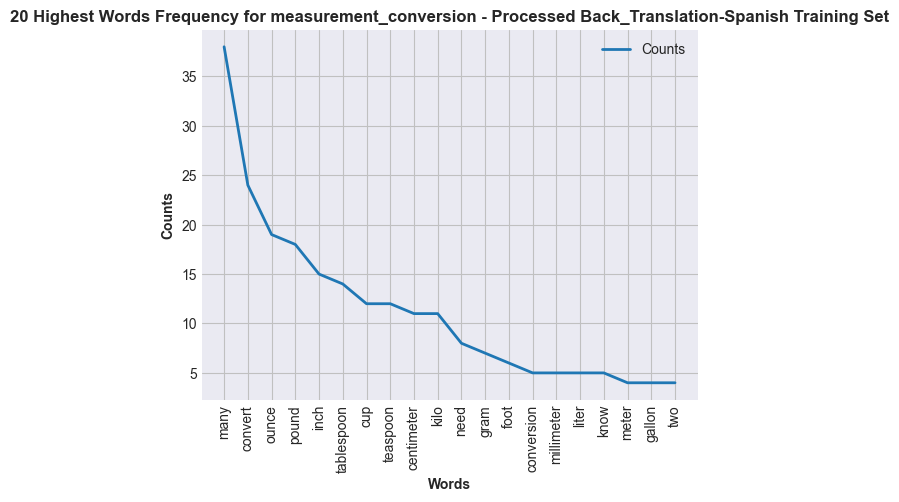 20 Highest Words Frequency for measurement_conversion - Processed Back_Translation-Spanish Training Set
Counts
35
30
25
20
15
10
5
Counts
many
convert
ounce
pound
inch
tablespoon
cup
teaspoon
centimeter
kilo
need
gram
foot
conversion
millimeter
liter
know
meter
gallon
two
Words